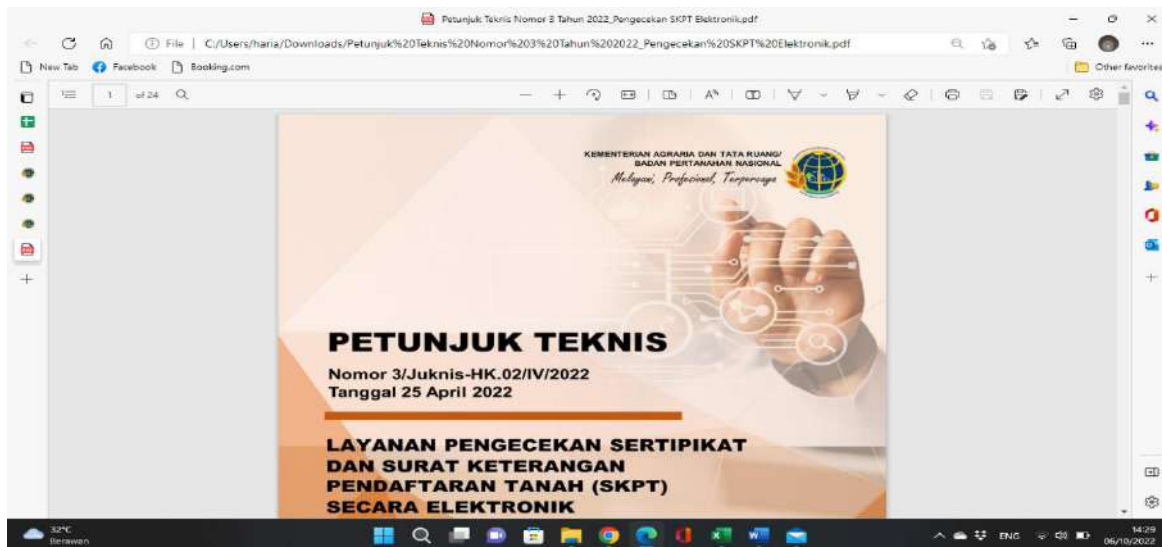 Petunjuk Teknis Nomor 3 Tahun 2022_Pengecekan SKPT Elektronik.pdf
File | C:/Users/haria/Downloads/Petunjuk%20Teknis%20Nomor%203%20Tahun%202022_Pengecekan%20SKPT%20Elektronik.pdf
New Tab Facebook Booking.com Other favorites
1 of 24
KEMENTERIAN AGRARIA DAN TATA RUANG/
BADAN PERTANAHAN NASIONAL
Melayani, Profesional, Terpercaya
PETUNJUK TEKNIS
Nomor 3/Juknis-HK.02/IV/2022
Tanggal 25 April 2022
LAYANAN PENGECEKAN SERTIPIKAT
DAN SURAT KETERANGAN
PENDAFTARAN TANAH (SKPT)
SECARA ELEKTRONIK
32°C
Berawan
ENG
14:29
06/10/2022